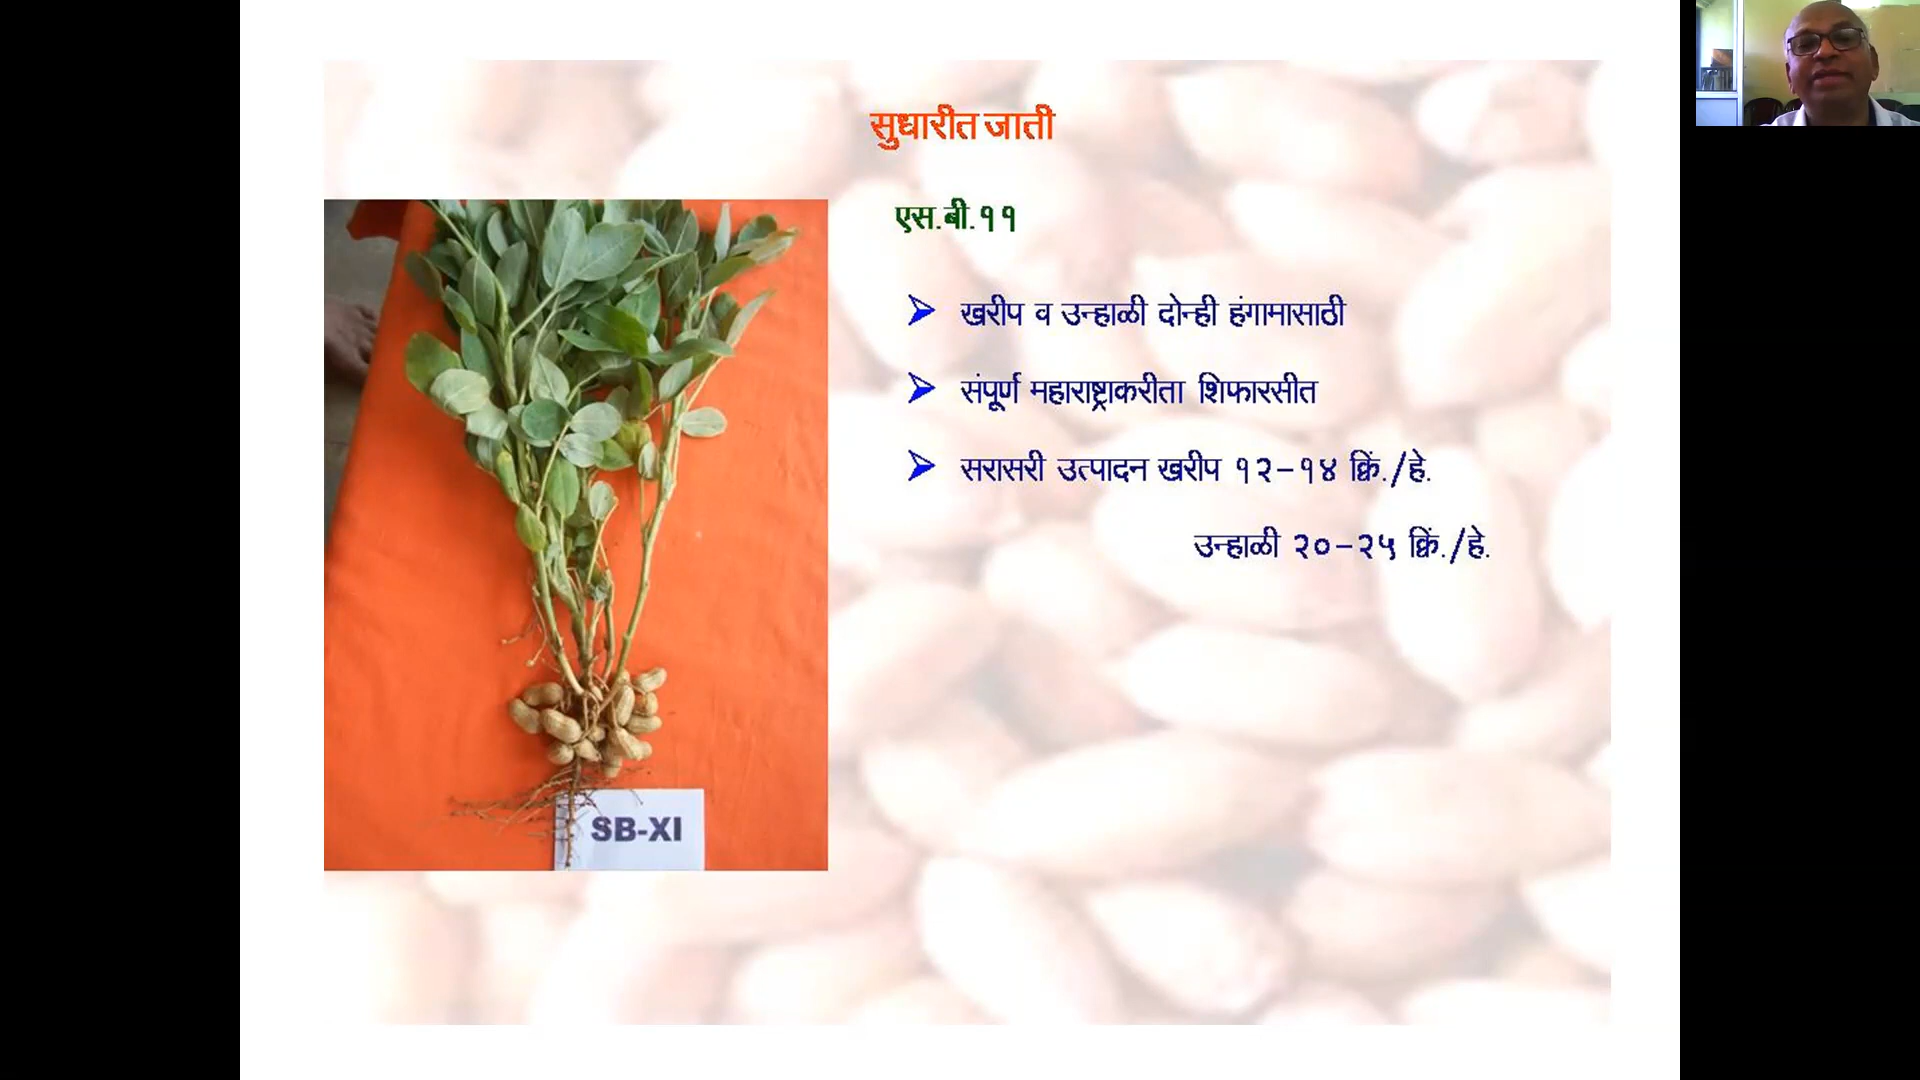 सुधारीत जाती
एस.बी.११
खरीप व उन्हाळी दोन्ही हंगामासाठी
संपूर्ण महाराष्ट्राकरीता शिफारसीत
सरासरी उत्पादन खरीप १२–१४ क्विं./हे.
उन्हाळी २०–२५ क्विं./हे.
SB-XI